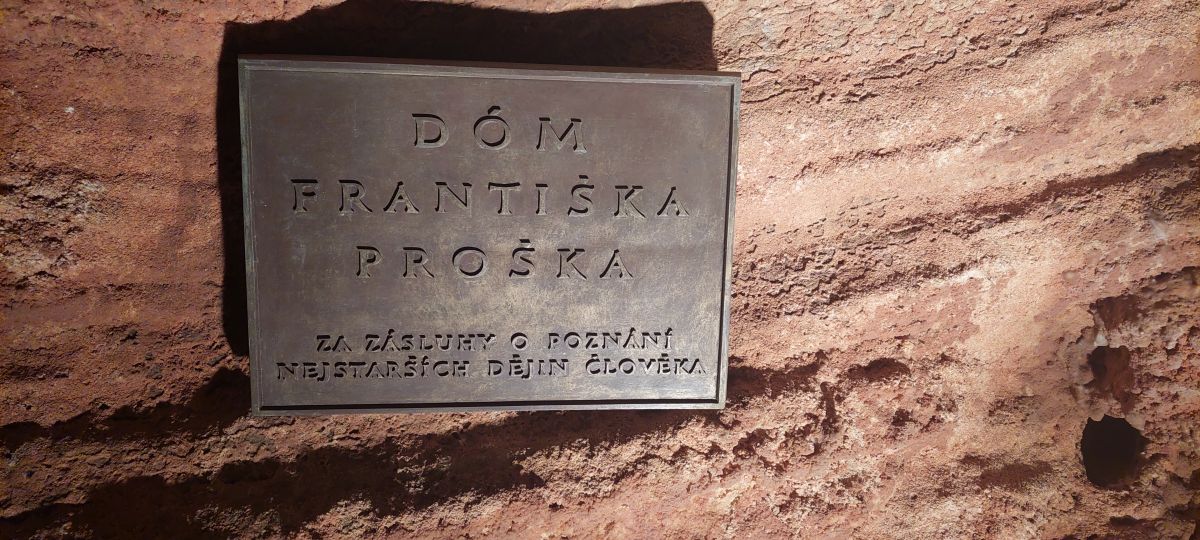 DÓM
FRANTIŠKA
PROŠKA
ZA ZÁSLUHY O POZNÁNÍ
NEJSTARŠÍCH DĚJIN ČLOVĚKA